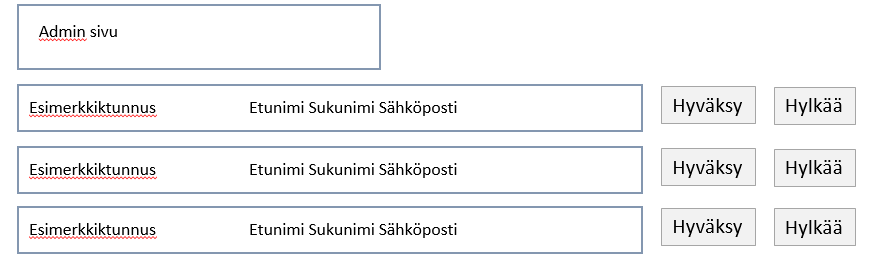 Admin sivu
Esimerkkiktunnus Etunimi Sukunimi Sähköposti Hyväksy Hylkää
Esimerkkiktunnus Etunimi Sukunimi Sähköposti Hyväksy Hylkää
Esimerkkiktunnus Etunimi Sukunimi Sähköposti Hyväksy Hylkää